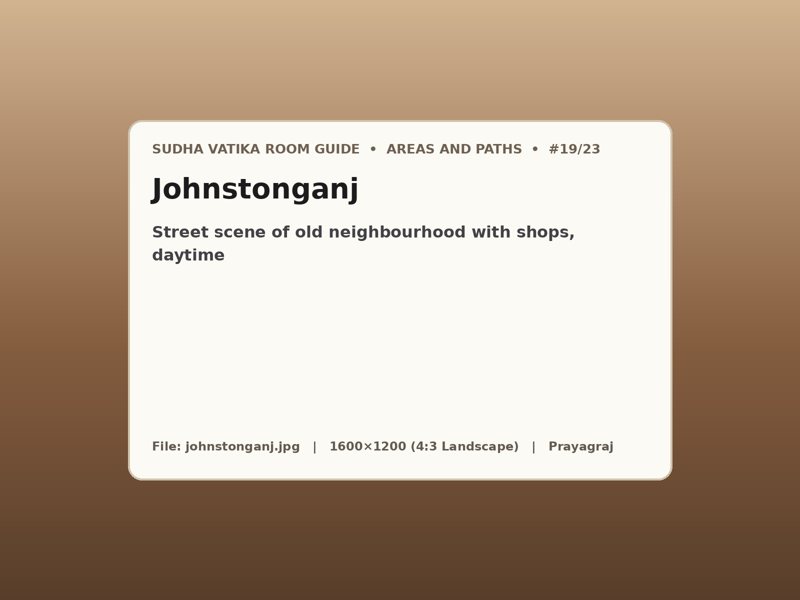 SUDHA VATIKA ROOM GUIDE • AREAS AND PATHS • #19/23
Johnstonganj
Street scene of old neighbourhood with shops,
daytime
File: johnstonganj.jpg | 1600×1200 (4:3 Landscape) | Prayagraj